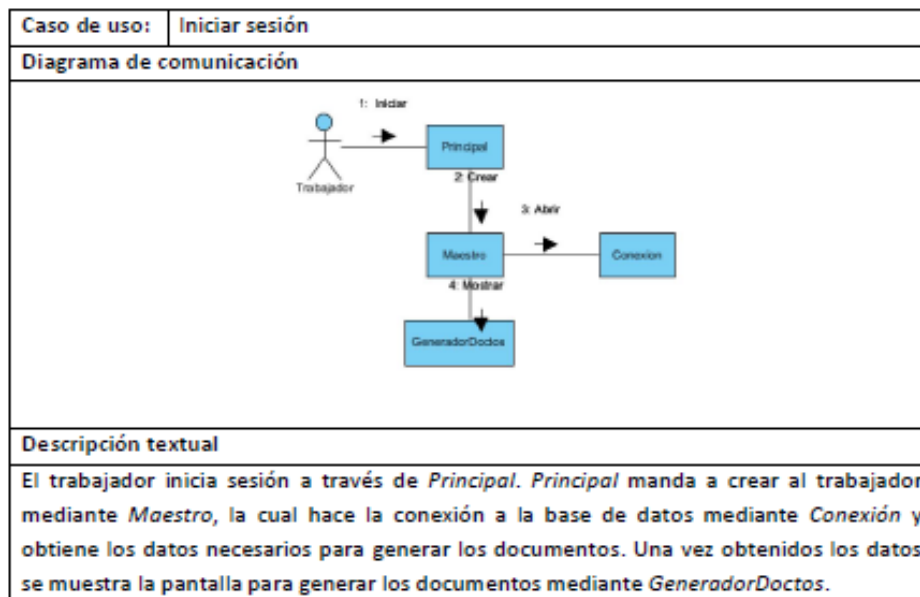 Caso de uso: Iniciar sesión
Diagrama de comunicación
1: Iniciar
Principal
Trabajador
2: Crear
3: Abrir
Maestro
Conexion
4: Mostrar
GeneradorDoctos
Descripción textual
El trabajador inicia sesión a través de Principal. Principal manda a crear al trabajador
mediante Maestro, la cual hace la conexión a la base de datos mediante Conexión y
obtiene los datos necesarios para generar los documentos. Una vez obtenidos los datos
se muestra la pantalla para generar los documentos mediante GeneradorDoctos.